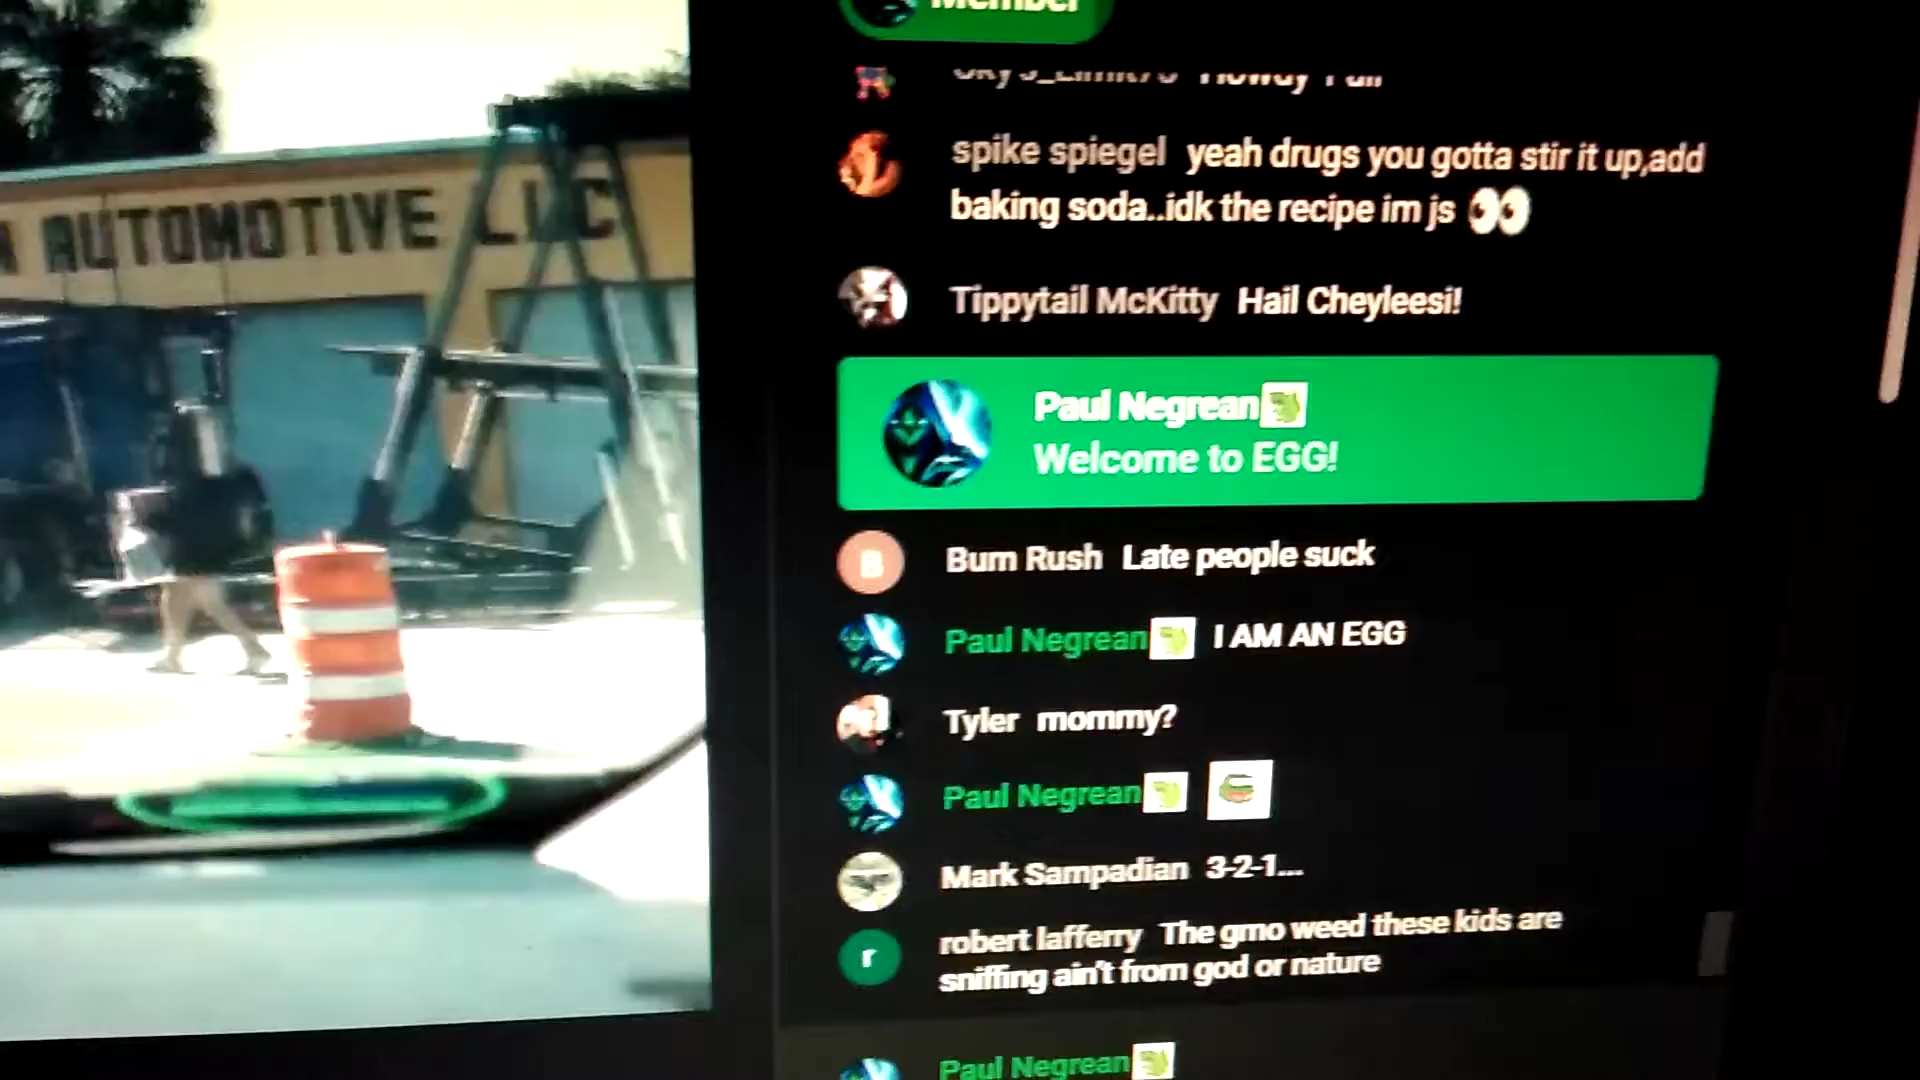 AUTOMOTIVE LLC
Member
spike spiegel yeah drugs you gotta stir it up,add
baking soda..idk the recipe im js 👀
Tippytail McKitty Hail Cheyleesi!
Paul Negrean
Welcome to EGG!
B Bum Rush Late people suck
Paul Negrean I AM AN EGG
Tyler mommy?
Paul Negrean
Mark Sampadian 3-2-1...
r robert lafferry The gmo weed these kids are
sniffing ain't from god or nature
Paul Negrean